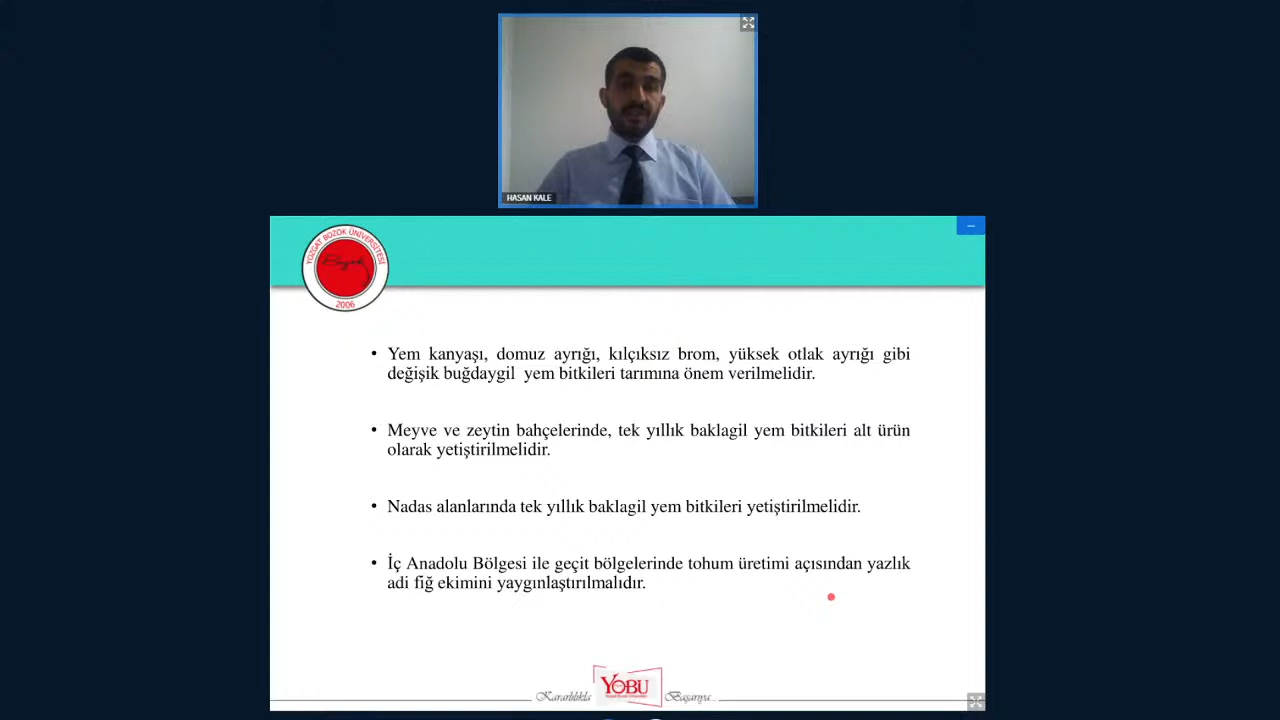 HASAN KALE
YOZGAT BOZOK ÜNİVERSİTESİ
Bozok
2006
• Yem kanyaşı, domuz ayrığı, kılçıksız brom, yüksek otlak ayrığı gibi
değişik buğdaygil yem bitkileri tarımına önem verilmelidir.
• Meyve ve zeytin bahçelerinde, tek yıllık baklagil yem bitkileri alt ürün
olarak yetiştirilmelidir.
• Nadas alanlarında tek yıllık baklagil yem bitkileri yetiştirilmelidir.
• İç Anadolu Bölgesi ile geçit bölgelerinde tohum üretimi açısından yazlık
adi fiğ ekimini yaygınlaştırılmalıdır.
Kararlılıkla YOBU Başarıya...